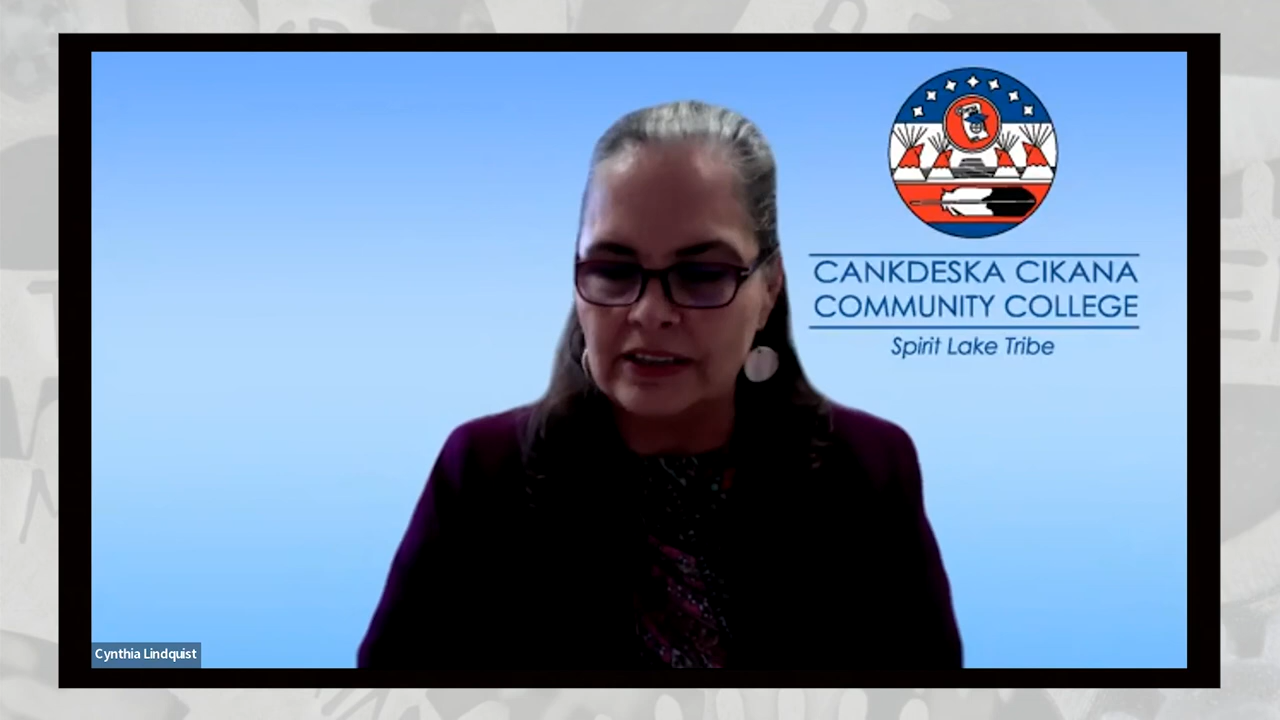 CANKDESKA CIKANA
COMMUNITY COLLEGE
Spirit Lake Tribe
Cynthia Lindquist